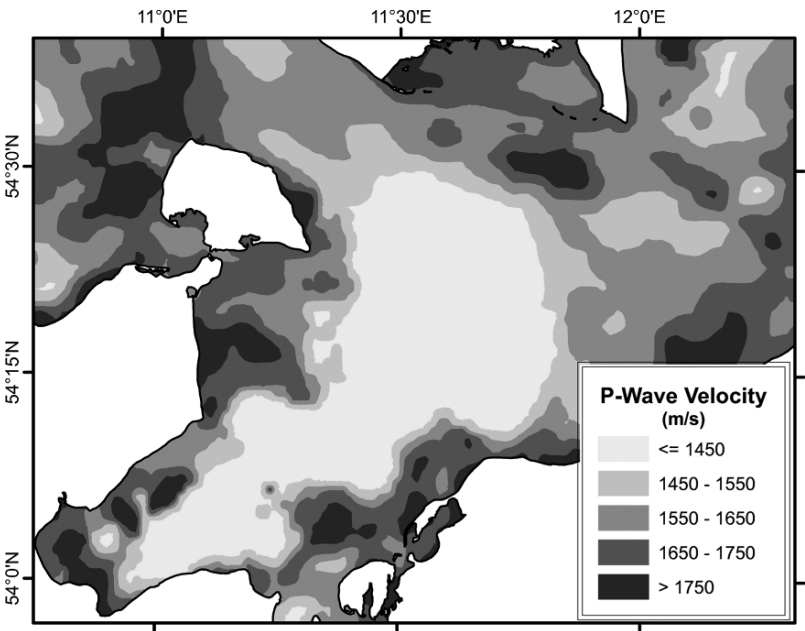 11°0'E 11°30'E 12°0'E
54°30'N
54°15'N
54°0'N
P-Wave Velocity
(m/s)
<= 1450
1450 - 1550
1550 - 1650
1650 - 1750
> 1750